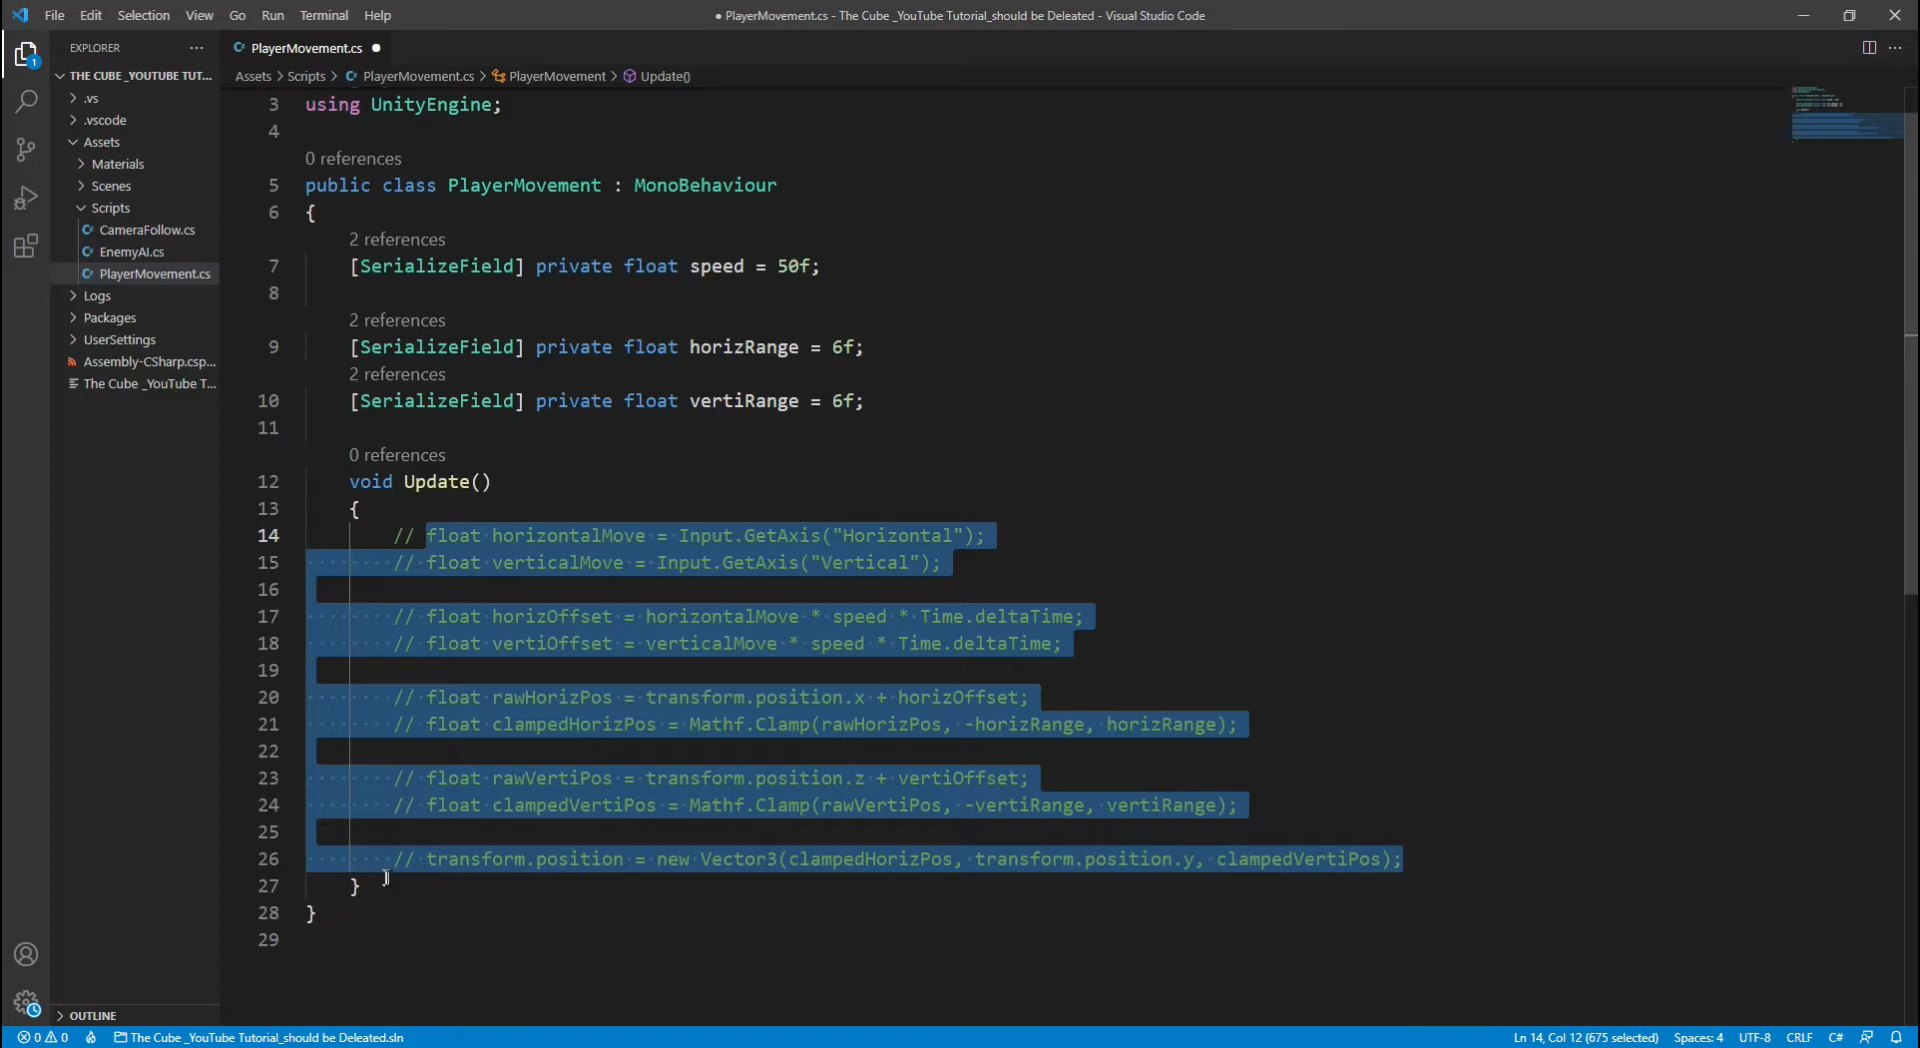 File Edit Selection View Go Run Terminal Help
● PlayerMovement.cs - The Cube _YouTube Tutorial_should be Deleated - Visual Studio Code
EXPLORER
PlayerMovement.cs
THE CUBE _YOUTUBE TUT...
Assets > Scripts > PlayerMovement.cs > PlayerMovement > Update()
.vs
.vscode
Assets
Materials
Scenes
Scripts
CameraFollow.cs
EnemyAI.cs
PlayerMovement.cs
Logs
Packages
UserSettings
Assembly-CSharp.csp...
The Cube _YouTube T...
OUTLINE
1
3 using UnityEngine;
4
0 references
5 public class PlayerMovement : MonoBehaviour
6 {
2 references
7 [SerializeField] private float speed = 50f;
8
2 references
9 [SerializeField] private float horizRange = 6f;
2 references
10 [SerializeField] private float vertiRange = 6f;
11
0 references
12 void Update()
13 {
14 // float horizontalMove = Input.GetAxis("Horizontal");
15 // float verticalMove = Input.GetAxis("Vertical");
16
17 // float horizOffset = horizontalMove * speed * Time.deltaTime;
18 // float vertiOffset = verticalMove * speed * Time.deltaTime;
19
20 // float rawHorizPos = transform.position.x + horizOffset;
21 // float clampedHorizPos = Mathf.Clamp(rawHorizPos, -horizRange, horizRange);
22
23 // float rawVertiPos = transform.position.z + vertiOffset;
24 // float clampedVertiPos = Mathf.Clamp(rawVertiPos, -vertiRange, vertiRange);
25
26 // transform.position = new Vector3(clampedHorizPos, transform.position.y, clampedVertiPos);
27 }
28 }
29
0 0 The Cube _YouTube Tutorial_should be Deleated.sln
Ln 14, Col 12 (675 selected) Spaces: 4 UTF-8 CRLF C#